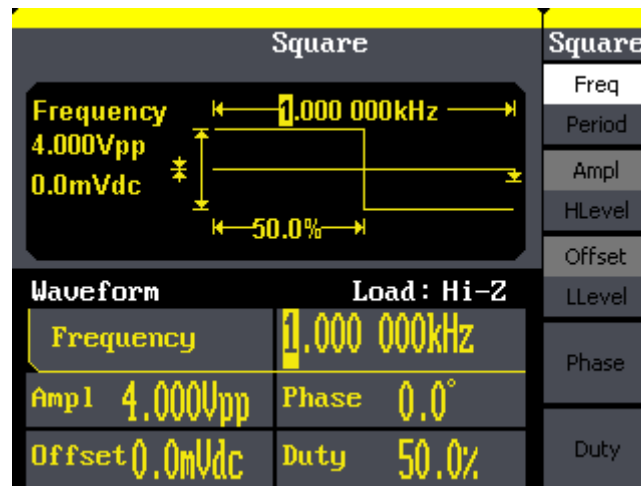 Square
Square
Frequency 1.000 000kHz
4.000Vpp
0.0mVdc
50.0%
Freq
Period
Ampl
HLevel
Offset
LLevel
Phase
Duty
Waveform Load: Hi-Z
Frequency 1.000 000kHz
Ampl 4.000Vpp Phase 0.0°
Offset 0.0mVdc Duty 50.0%